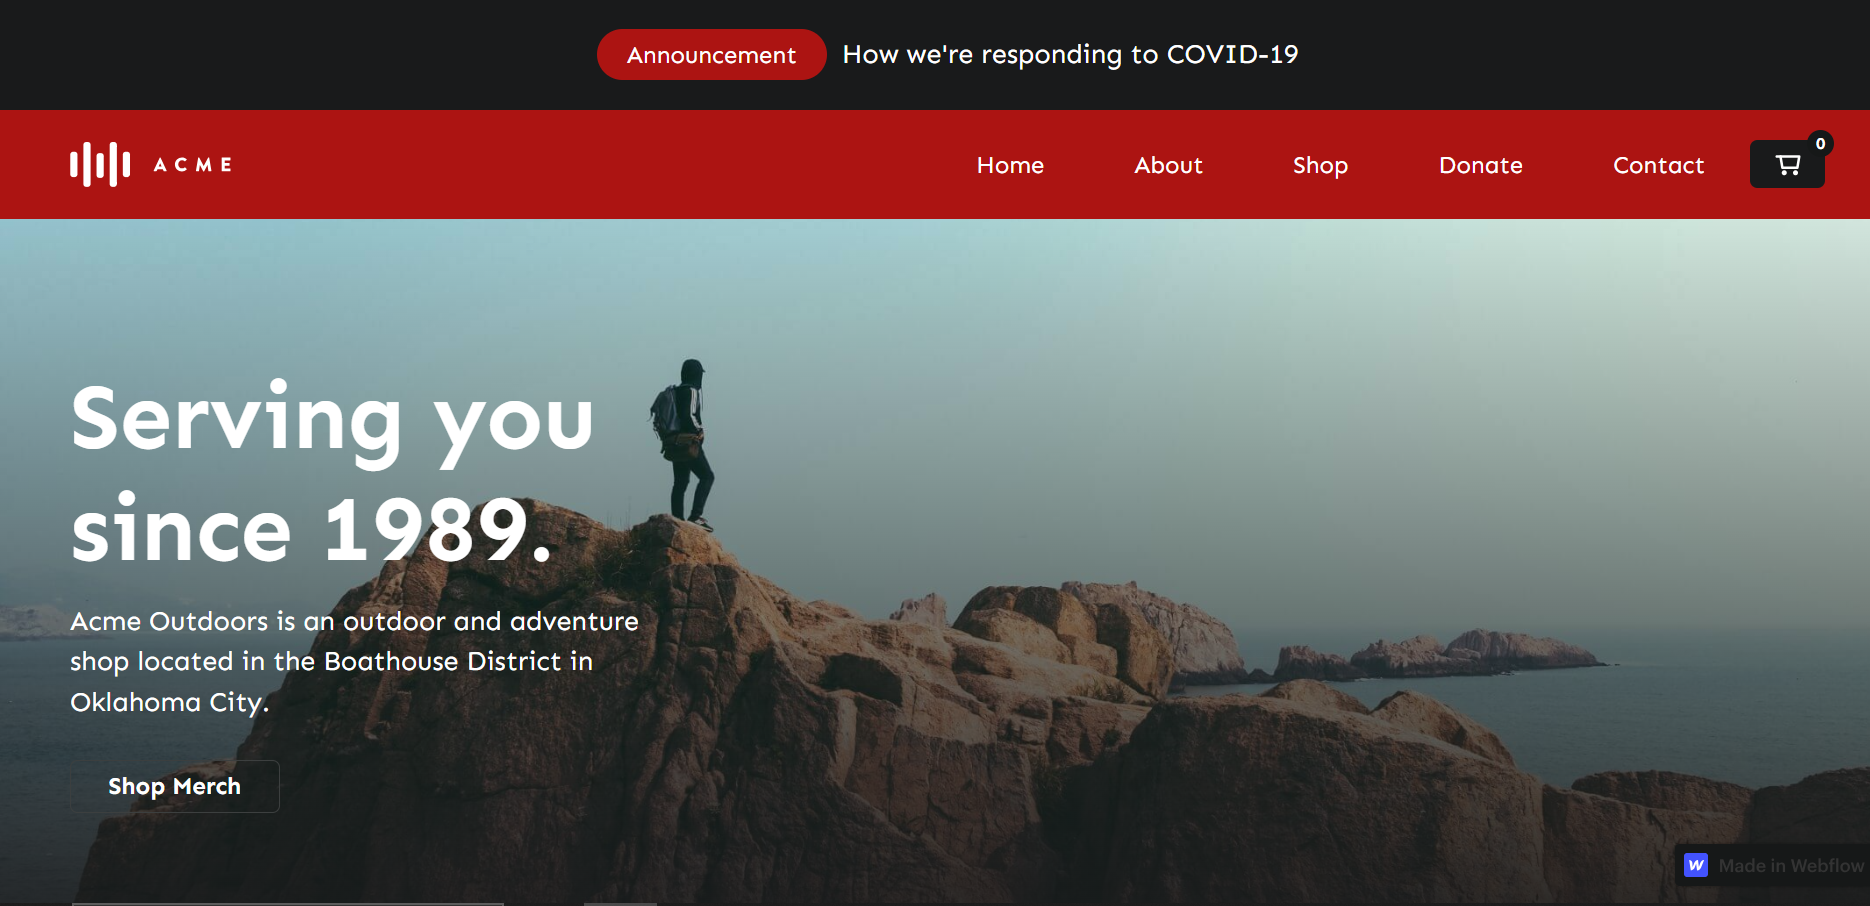 Announcement How we're responding to COVID-19
ACME Home About Shop Donate Contact 0
Serving you
since 1989.
Acme Outdoors is an outdoor and adventure
shop located in the Boathouse District in
Oklahoma City.
Shop Merch
Made in Webflow